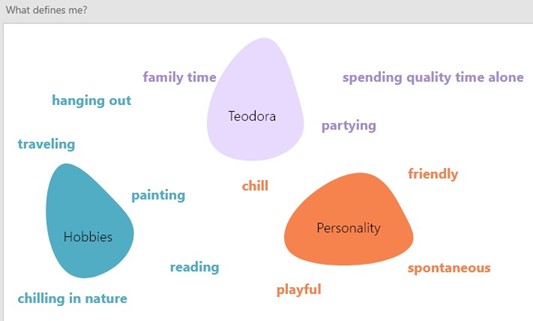 What defines me?
family time
spending quality time alone
hanging out
Teodora
partying
traveling
friendly
chill
painting
Personality
Hobbies
reading
spontaneous
playful
chilling in nature